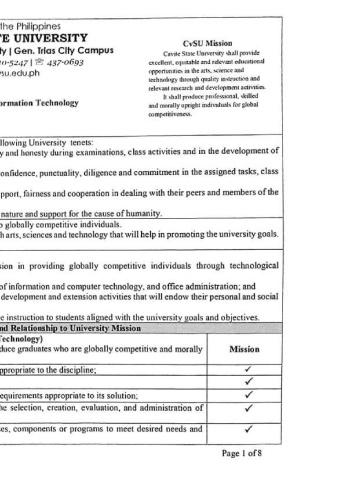 the Philippines
TE UNIVERSITY
ty | Gen. Trias City Campus
437-0693
su.edu.ph
ormation Technology
CvSU Mission
Cavite State University shall provide
excellent, equitable and relevant educational
opportunities in the arts, science and
technology through quality instruction and
relevant research and development activities.
It shall produce professional, skilled
and morally upright individuals for global
competitiveness.
llowing University tenets:
y and honesty during examinations, class activities and in the development of
onfidence, punctuality, diligence and commitment in the assigned tasks, class
pport, fairness and cooperation in dealing with their peers and members of the
nature and support for the cause of humanity.
globally competitive individuals.
h arts, sciences and technology that will help in promoting the university goals.
sion in providing globally competitive individuals through technological
of information and computer technology, and office administration; and
development and extension activities that will endow their personal and social
e instruction to students aligned with the university goals and objectives.
nd Relationship to University Mission
Technology)
duce graduates who are globally competitive and morally
Mission
ppropriate to the discipline; ✓
✓
equirements appropriate to its solution; ✓
he selection, creation, evaluation, and administration of ✓
ses, components or programs to meet desired needs and ✓
Page 1 of 8